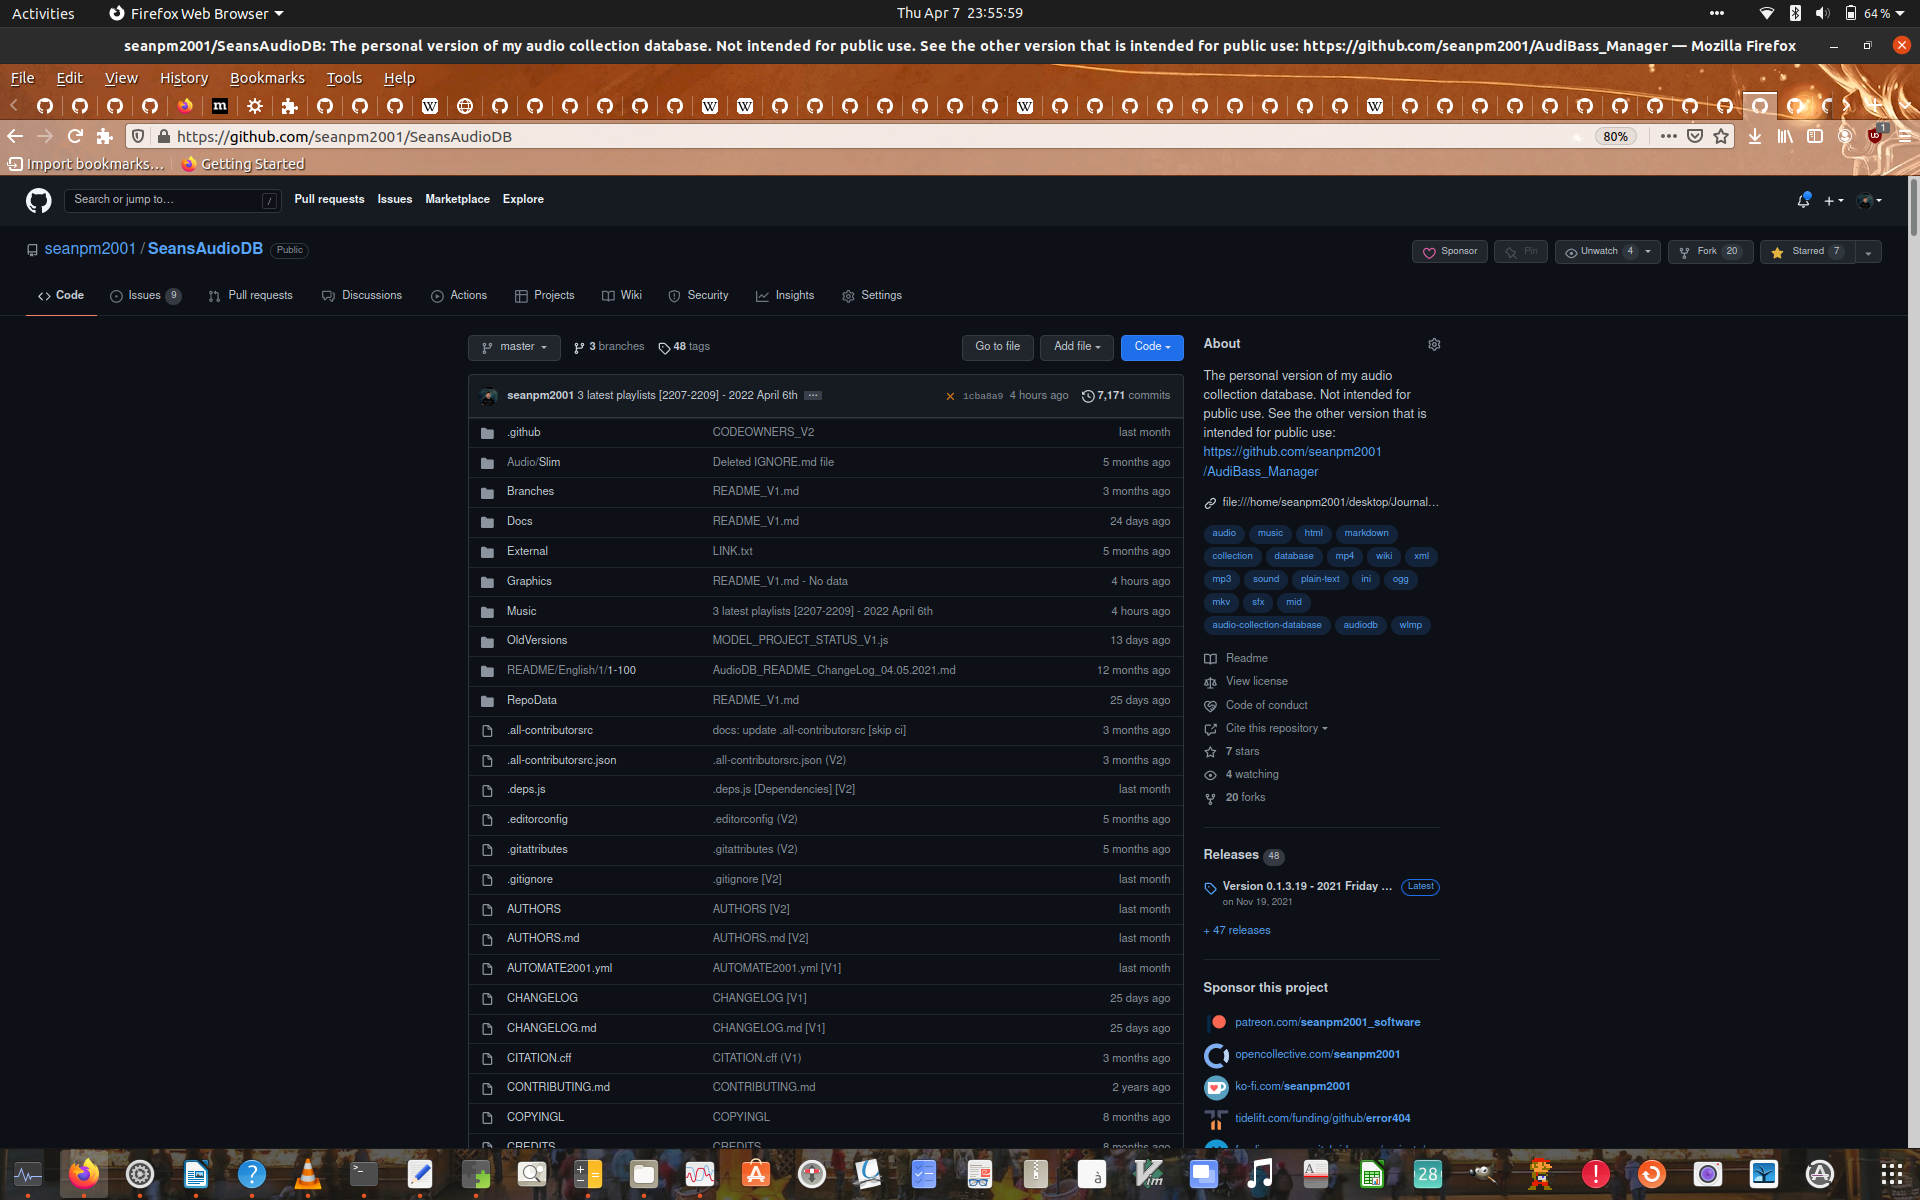 Activities
Firefox Web Browser
Thu Apr 7 23:55:59
64 %
seanpm2001/SeansAudioDB: The personal version of my audio collection database. Not intended for public use. See the other version that is intended for public use: https://github.com/seanpm2001/AudiBass_Manager — Mozilla Firefox
File Edit View History Bookmarks Tools Help
https://github.com/seanpm2001/SeansAudioDB
80%
1
Import bookmarks…
Getting Started
Search or jump to…
/
Pull requests Issues Marketplace Explore
seanpm2001 / SeansAudioDB Public
Sponsor
Pin
Unwatch 4
Fork 20
Starred 7
Code
Issues 9
Pull requests
Discussions
Actions
Projects
Wiki
Security
Insights
Settings
master
3 branches
48 tags
Go to file
Add file
Code
seanpm2001 3 latest playlists [2207-2209] - 2022 April 6th
1cba8a9 4 hours ago
7,171 commits
.github CODEOWNERS_V2 last month
Audio/Slim Deleted IGNORE.md file 5 months ago
Branches README_V1.md 3 months ago
Docs README_V1.md 24 days ago
External LINK.txt 5 months ago
Graphics README_V1.md - No data 4 hours ago
Music 3 latest playlists [2207-2209] - 2022 April 6th 4 hours ago
OldVersions MODEL_PROJECT_STATUS_V1.js 13 days ago
README/English/1/1-100 AudioDB_README_ChangeLog_04.05.2021.md 12 months ago
RepoData README_V1.md 25 days ago
.all-contributorsrc docs: update .all-contributorsrc [skip ci] 3 months ago
.all-contributorsrc.json .all-contributorsrc.json (V2) 3 months ago
.deps.js .deps.js [Dependencies] [V2] last month
.editorconfig .editorconfig (V2) 5 months ago
.gitattributes .gitattributes (V2) 5 months ago
.gitignore .gitignore [V2] last month
AUTHORS AUTHORS [V2] last month
AUTHORS.md AUTHORS.md [V2] last month
AUTOMATE2001.yml AUTOMATE2001.yml [V1] last month
CHANGELOG CHANGELOG [V1] 25 days ago
CHANGELOG.md CHANGELOG.md [V1] 25 days ago
CITATION.cff CITATION.cff (V1) 3 months ago
CONTRIBUTING.md CONTRIBUTING.md 2 years ago
COPYINGL COPYINGL 8 months ago
CREDITS CREDITS 8 months ago
About
The personal version of my audio
collection database. Not intended for
public use. See the other version that is
intended for public use:
https://github.com/seanpm2001
/AudiBass_Manager
file:///home/seanpm2001/desktop/Journal…
audio music html markdown
collection database mp4 wiki xml
mp3 sound plain-text ini ogg
mkv sfx mid
audio-collection-database audiodb wlmp
Readme
View license
Code of conduct
Cite this repository
7 stars
4 watching
20 forks
Releases 48
Version 0.1.3.19 - 2021 Friday ... Latest
on Nov 19, 2021
+ 47 releases
Sponsor this project
patreon.com/seanpm2001_software
opencollective.com/seanpm2001
ko-fi.com/seanpm2001
tidelift.com/funding/github/error404
28